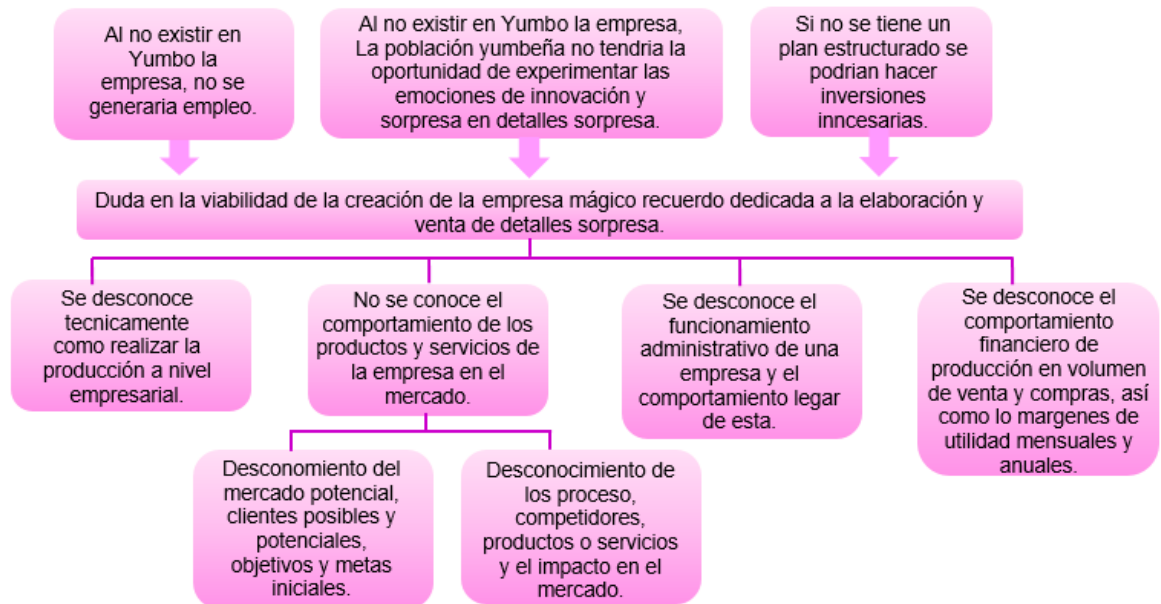 Al no existir en
Yumbo la
empresa, no se
generaria empleo.
Al no existir en Yumbo la empresa,
La población yumbeña no tendria la
oportunidad de experimentar las
emociones de innovación y
sorpresa en detalles sorpresa.
Si no se tiene un
plan estructurado se
podrian hacer
inversiones
inncesarias.
Duda en la viabilidad de la creación de la empresa mágico recuerdo dedicada a la elaboración y
venta de detalles sorpresa.
Se desconoce
tecnicamente
como realizar la
producción a nivel
empresarial.
No se conoce el
comportamiento de los
productos y servicios de
la empresa en el
mercado.
Se desconoce el
funcionamiento
administrativo de una
empresa y el
comportamiento legar
de esta.
Se desconoce el
comportamiento
financiero de
producción en volumen
de venta y compras, así
como lo margenes de
utilidad mensuales y
anuales.
Desconomiento del
mercado potencial,
clientes posibles y
potenciales,
objetivos y metas
iniciales.
Desconocimiento de
los proceso,
competidores,
productos o servicios
y el impacto en el
mercado.